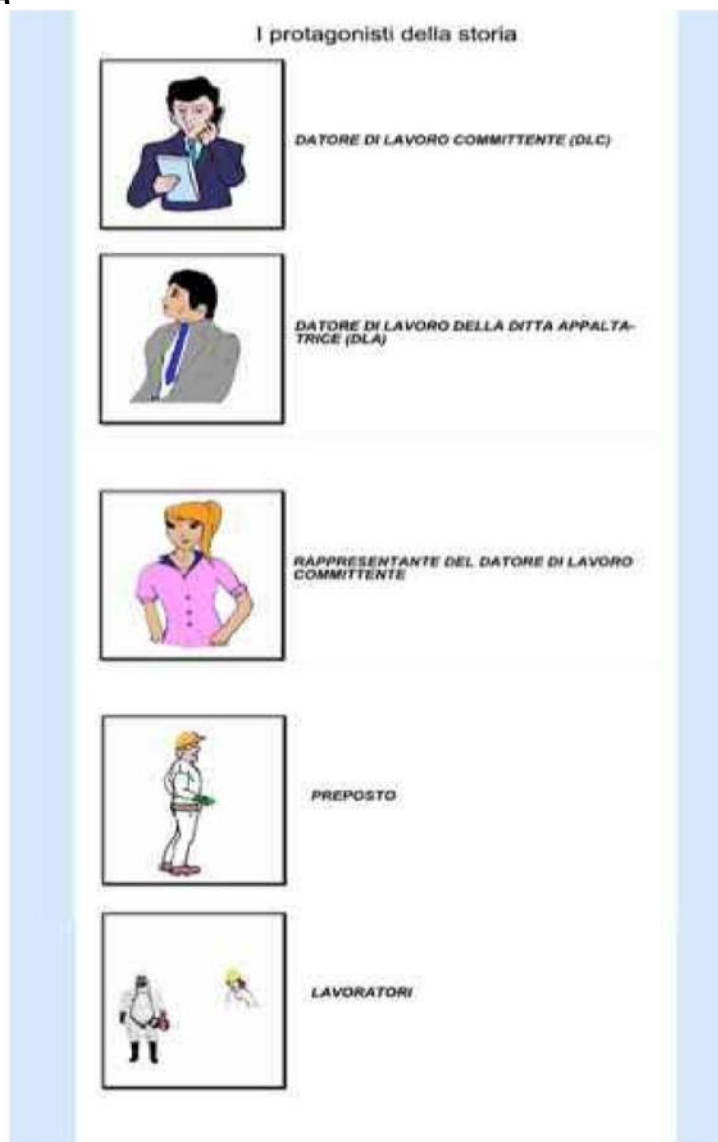 I protagonisti della storia
DATORE DI LAVORO COMMITTENTE (DLC)
DATORE DI LAVORO DELLA DITTA APPALTA-
TRICE (DLA)
RAPPRESENTANTE DEL DATORE DI LAVORO
COMMITTENTE
PREPOSTO
LAVORATORI